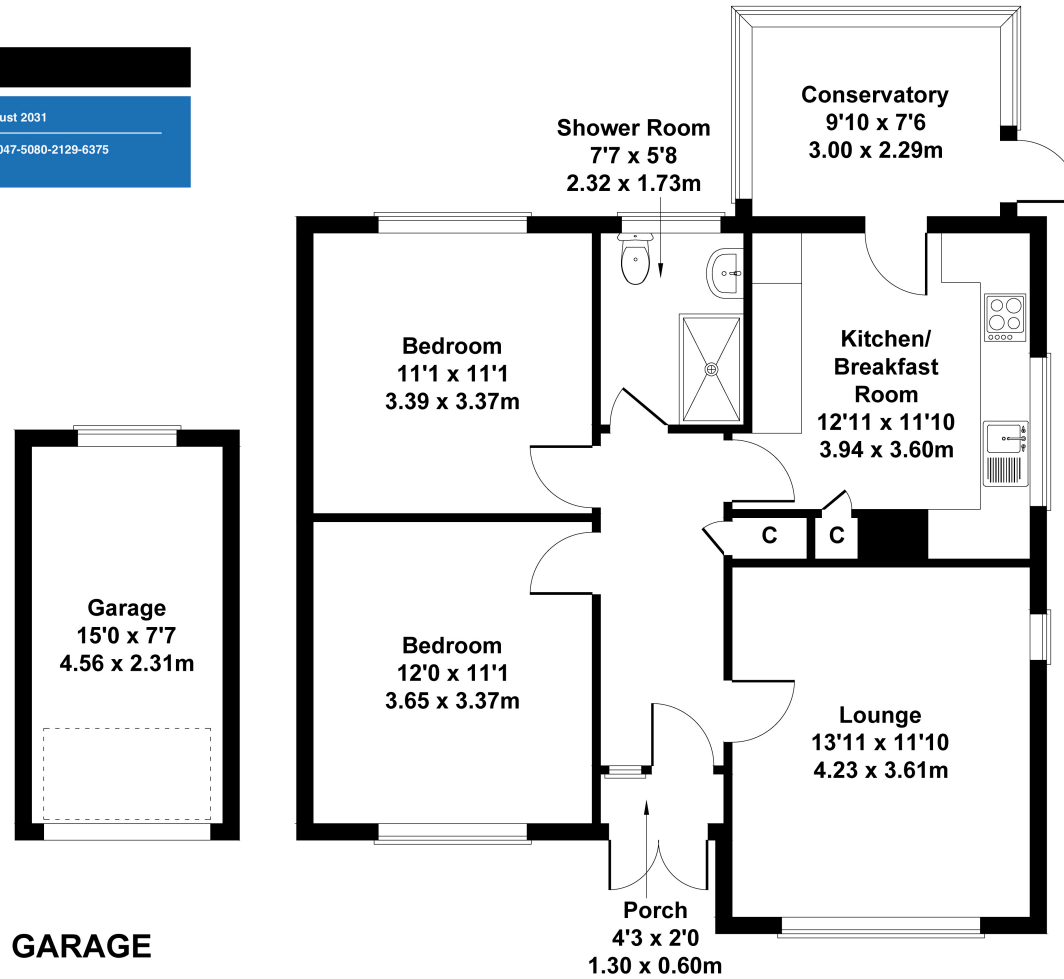 ust 2031
047-5080-2129-6375
Conservatory
9'10 x 7'6
3.00 x 2.29m
Shower Room
7'7 x 5'8
2.32 x 1.73m
Bedroom
11'1 x 11'1
3.39 x 3.37m
Kitchen/
Breakfast
Room
12'11 x 11'10
3.94 x 3.60m
C
C
Garage
15'0 x 7'7
4.56 x 2.31m
Bedroom
12'0 x 11'1
3.65 x 3.37m
Lounge
13'11 x 11'10
4.23 x 3.61m
Porch
4'3 x 2'0
1.30 x 0.60m
GARAGE